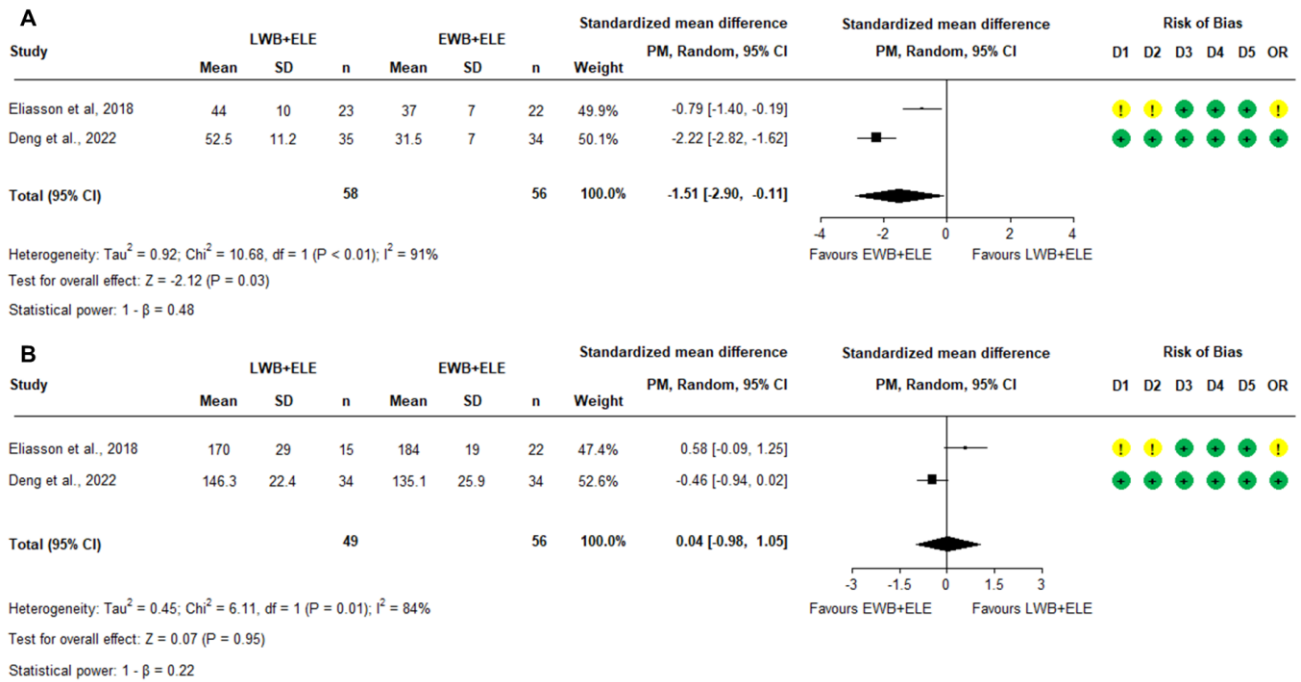 A
Standardized mean difference Standardized mean difference Risk of Bias
LWB+ELE EWB+ELE
Study PM, Random, 95% CI PM, Random, 95% CI D1 D2 D3 D4 D5 OR
Mean SD n Mean SD n Weight
Eliasson et al, 2018 44 10 23 37 7 22 49.9% -0.79 [-1.40, -0.19] ! ! + + + !
Deng et al., 2022 52.5 11.2 35 31.5 7 34 50.1% -2.22 [-2.82, -1.62] + + + + + +
Total (95% CI) 58 56 100.0% -1.51 [-2.90, -0.11]
-4 -2 0 2 4
Heterogeneity: Tau² = 0.92; Chi² = 10.68, df = 1 (P < 0.01); I² = 91% Favours EWB+ELE Favours LWB+ELE
Test for overall effect: Z = -2.12 (P = 0.03)
Statistical power: 1 - β = 0.48
B
Standardized mean difference Standardized mean difference Risk of Bias
LWB+ELE EWB+ELE
Study PM, Random, 95% CI PM, Random, 95% CI D1 D2 D3 D4 D5 OR
Mean SD n Mean SD n Weight
Eliasson et al., 2018 170 29 15 184 19 22 47.4% 0.58 [-0.09, 1.25] ! ! + + + !
Deng et al., 2022 146.3 22.4 34 135.1 25.9 34 52.6% -0.46 [-0.94, 0.02] + + + + + +
Total (95% CI) 49 56 100.0% 0.04 [-0.98, 1.05]
-3 -1.5 0 1.5 3
Heterogeneity: Tau² = 0.45; Chi² = 6.11, df = 1 (P = 0.01); I² = 84% Favours EWB+ELE Favours LWB+ELE
Test for overall effect: Z = 0.07 (P = 0.95)
Statistical power: 1 - β = 0.22